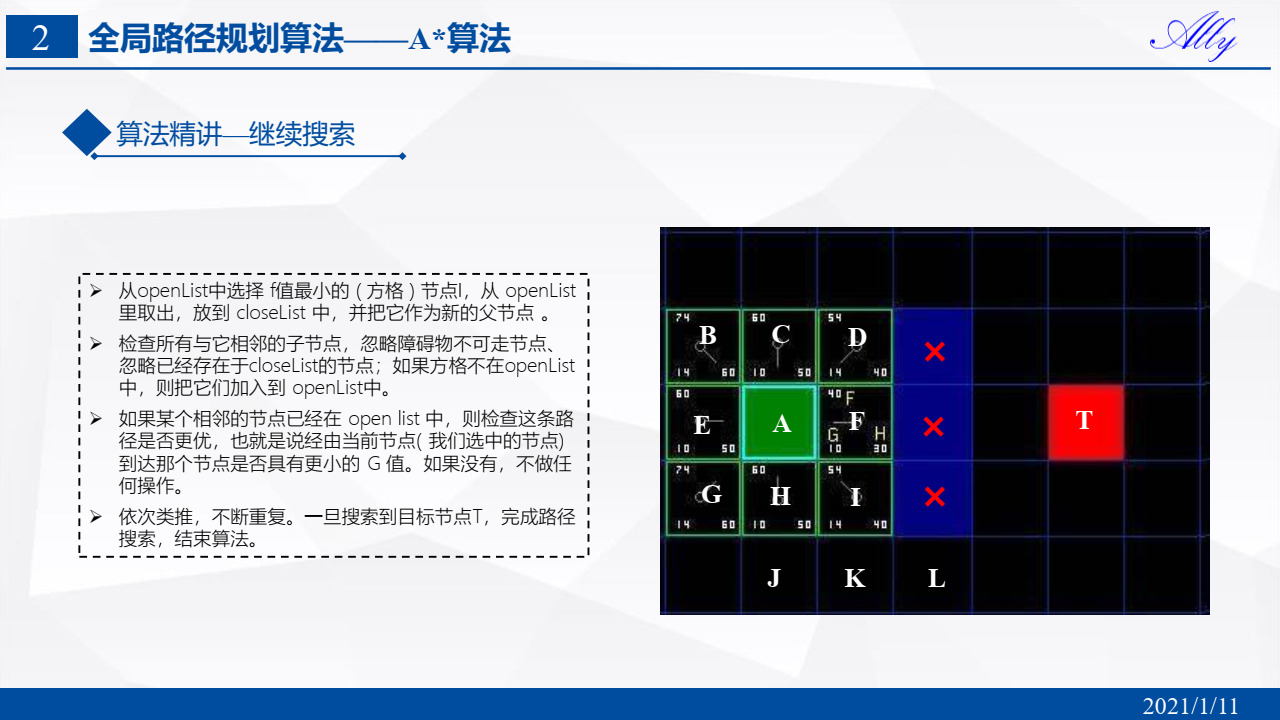 2
全局路径规划算法——A*算法
Ally
算法精讲—继续搜索
➢ 从openList中选择 f值最小的 ( 方格 ) 节点I，从 openList
里取出，放到 closeList 中，并把它作为新的父节点 。
➢ 检查所有与它相邻的子节点，忽略障碍物不可走节点、
忽略已经存在于closeList的节点；如果方格不在openList
中，则把它们加入到 openList中。
➢ 如果某个相邻的节点已经在 open list 中，则检查这条路
径是否更优，也就是说经由当前节点( 我们选中的节点)
到达那个节点是否具有更小的 G 值。如果没有，不做任
何操作。
➢ 依次类推，不断重复。一旦搜索到目标节点T，完成路径
搜索，结束算法。
74 60 54
B C D
14 60 10 50 14 40
60 40 F
E A F T
G H
10 50 10 30
74 60 54
G H I
14 60 10 50 14 40
J K L
2021/1/11